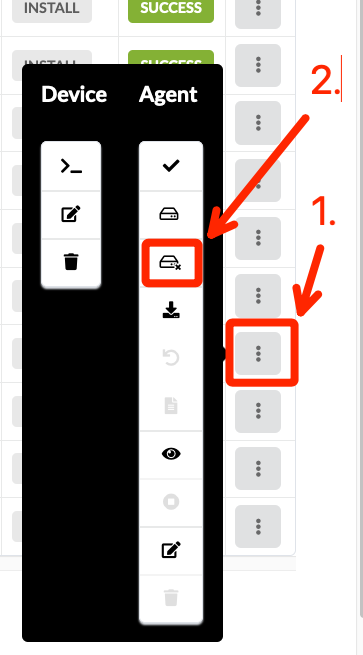 INSTALL SUCCESS
INSTALL SUCCESS
Device Agent
2.
1.